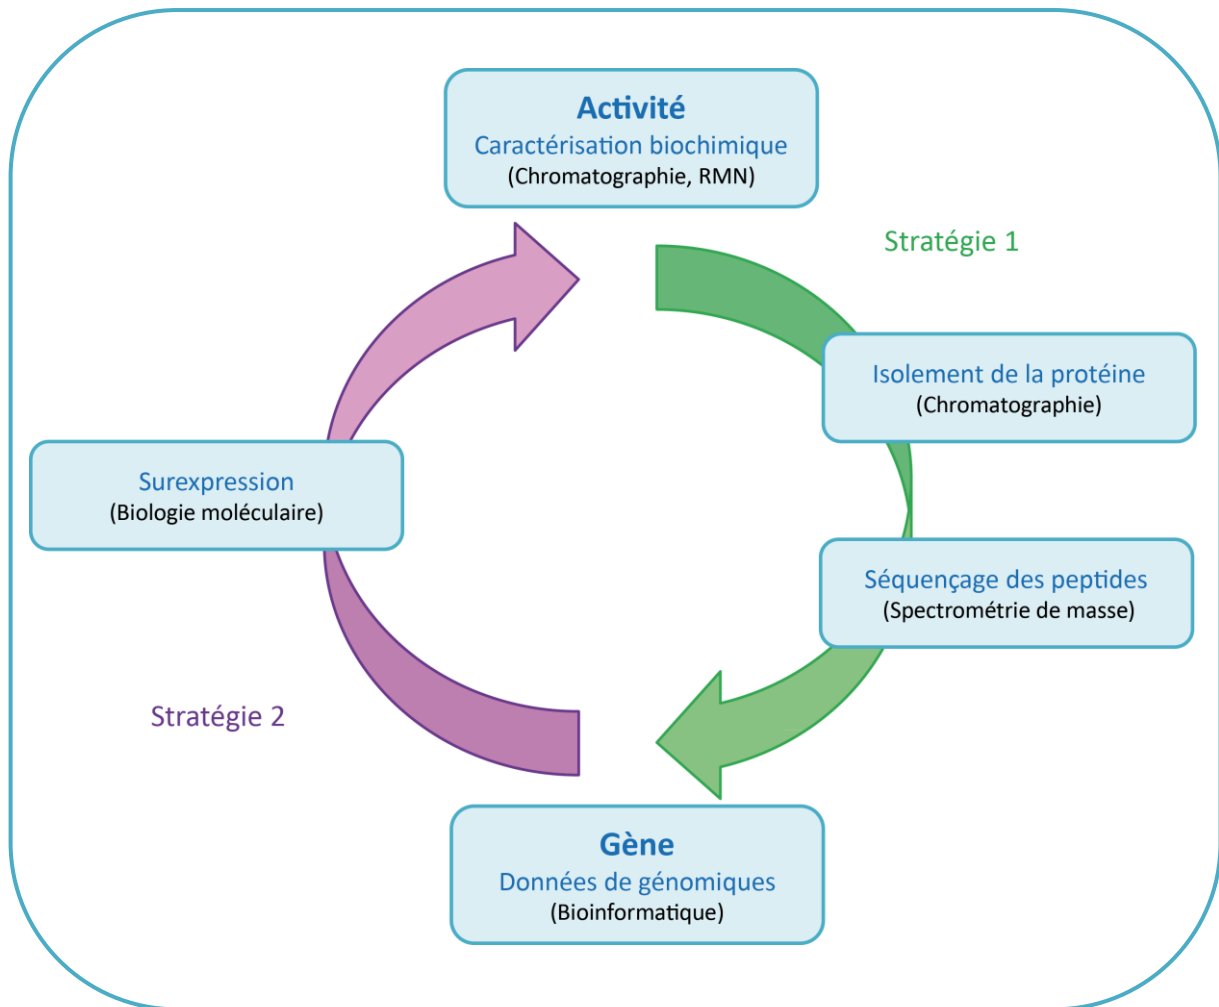 Activité
Caractérisation biochimique
(Chromatographie, RMN)
Stratégie 1
Isolement de la protéine
(Chromatographie)
Surexpression
(Biologie moléculaire)
Séquençage des peptides
(Spectrométrie de masse)
Stratégie 2
Gène
Données de génomiques
(Bioinformatique)